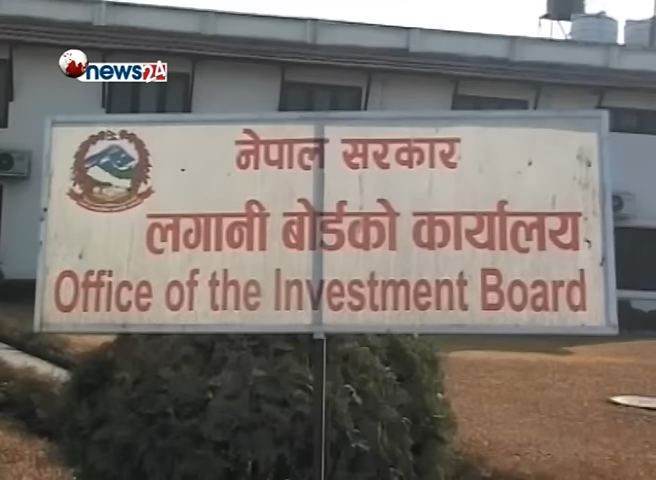 news24
नेपाल सरकार
लगानी बोर्डको कार्यालय
Office of the Investment Board